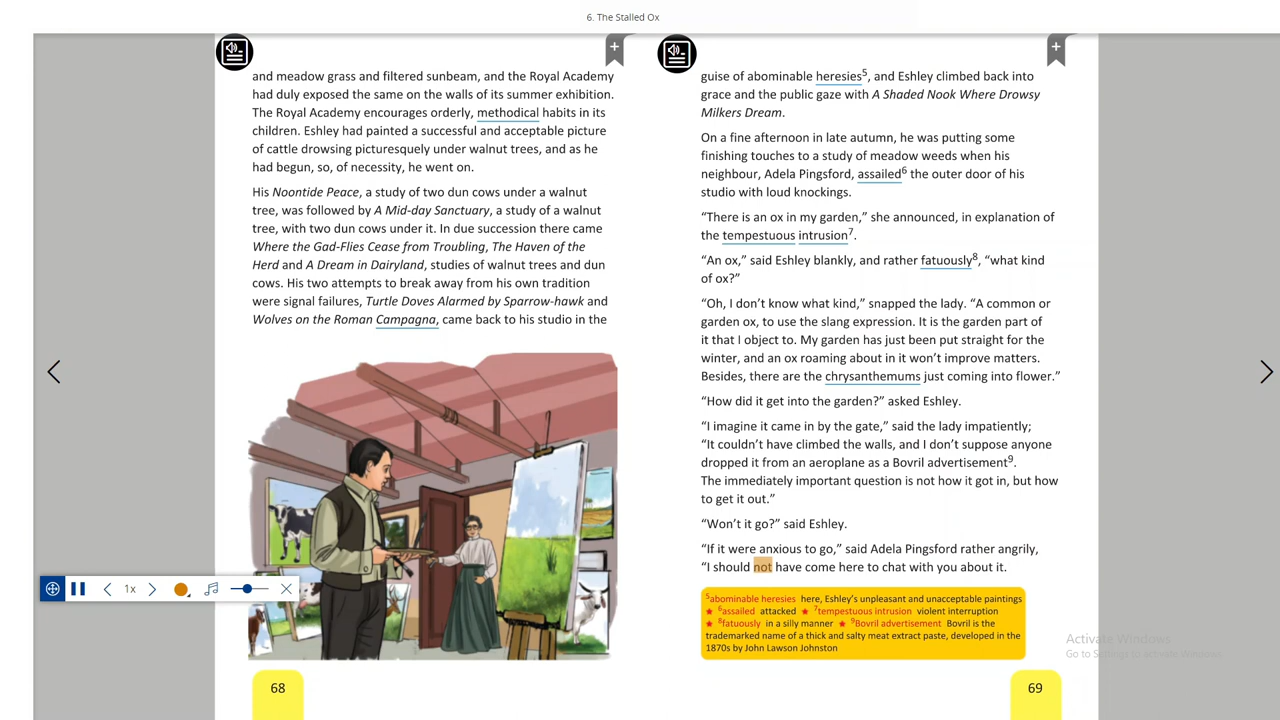 6. The Stalled Ox
and meadow grass and filtered sunbeam, and the Royal Academy
had duly exposed the same on the walls of its summer exhibition.
The Royal Academy encourages orderly, methodical habits in its
children. Eshley had painted a successful and acceptable picture
of cattle drowsing picturesquely under walnut trees, and as he
had begun, so, of necessity, he went on.
His Noontide Peace, a study of two dun cows under a walnut
tree, was followed by A Mid-day Sanctuary, a study of a walnut
tree, with two dun cows under it. In due succession there came
Where the Gad-Flies Cease from Troubling, The Haven of the
Herd and A Dream in Dairyland, studies of walnut trees and dun
cows. His two attempts to break away from his own tradition
were signal failures, Turtle Doves Alarmed by Sparrow-hawk and
Wolves on the Roman Campagna, came back to his studio in the
1x
68
guise of abominable heresies5, and Eshley climbed back into
grace and the public gaze with A Shaded Nook Where Drowsy
Milkers Dream.
On a fine afternoon in late autumn, he was putting some
finishing touches to a study of meadow weeds when his
neighbour, Adela Pingsford, assailed6 the outer door of his
studio with loud knockings.
“There is an ox in my garden,” she announced, in explanation of
the tempestuous intrusion7.
“An ox,” said Eshley blankly, and rather fatuously8, “what kind
of ox?”
“Oh, I don’t know what kind,” snapped the lady. “A common or
garden ox, to use the slang expression. It is the garden part of
it that I object to. My garden has just been put straight for the
winter, and an ox roaming about in it won’t improve matters.
Besides, there are the chrysanthemums just coming into flower.”
“How did it get into the garden?” asked Eshley.
“I imagine it came in by the gate,” said the lady impatiently;
“It couldn’t have climbed the walls, and I don’t suppose anyone
dropped it from an aeroplane as a Bovril advertisement9.
The immediately important question is not how it got in, but how
to get it out.”
“Won’t it go?” said Eshley.
“If it were anxious to go,” said Adela Pingsford rather angrily,
“I should not have come here to chat with you about it.
5abominable heresies here, Eshley’s unpleasant and unacceptable paintings
★ 6assailed attacked ★ 7tempestuous intrusion violent interruption
★ 8fatuously in a silly manner ★ 9Bovril advertisement Bovril is the
trademarked name of a thick and salty meat extract paste, developed in the
1870s by John Lawson Johnston
69
Activate Windows
Go to Settings to activate Windows.